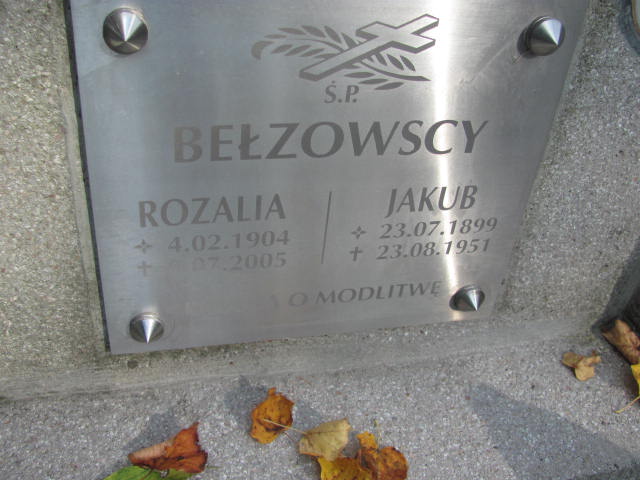 Ś.P.
BEŁZOWSCY
ROZALIA
4.02.1904
.07.2005
JAKUB
23.07.1899
23.08.1951
O MODLITWĘ